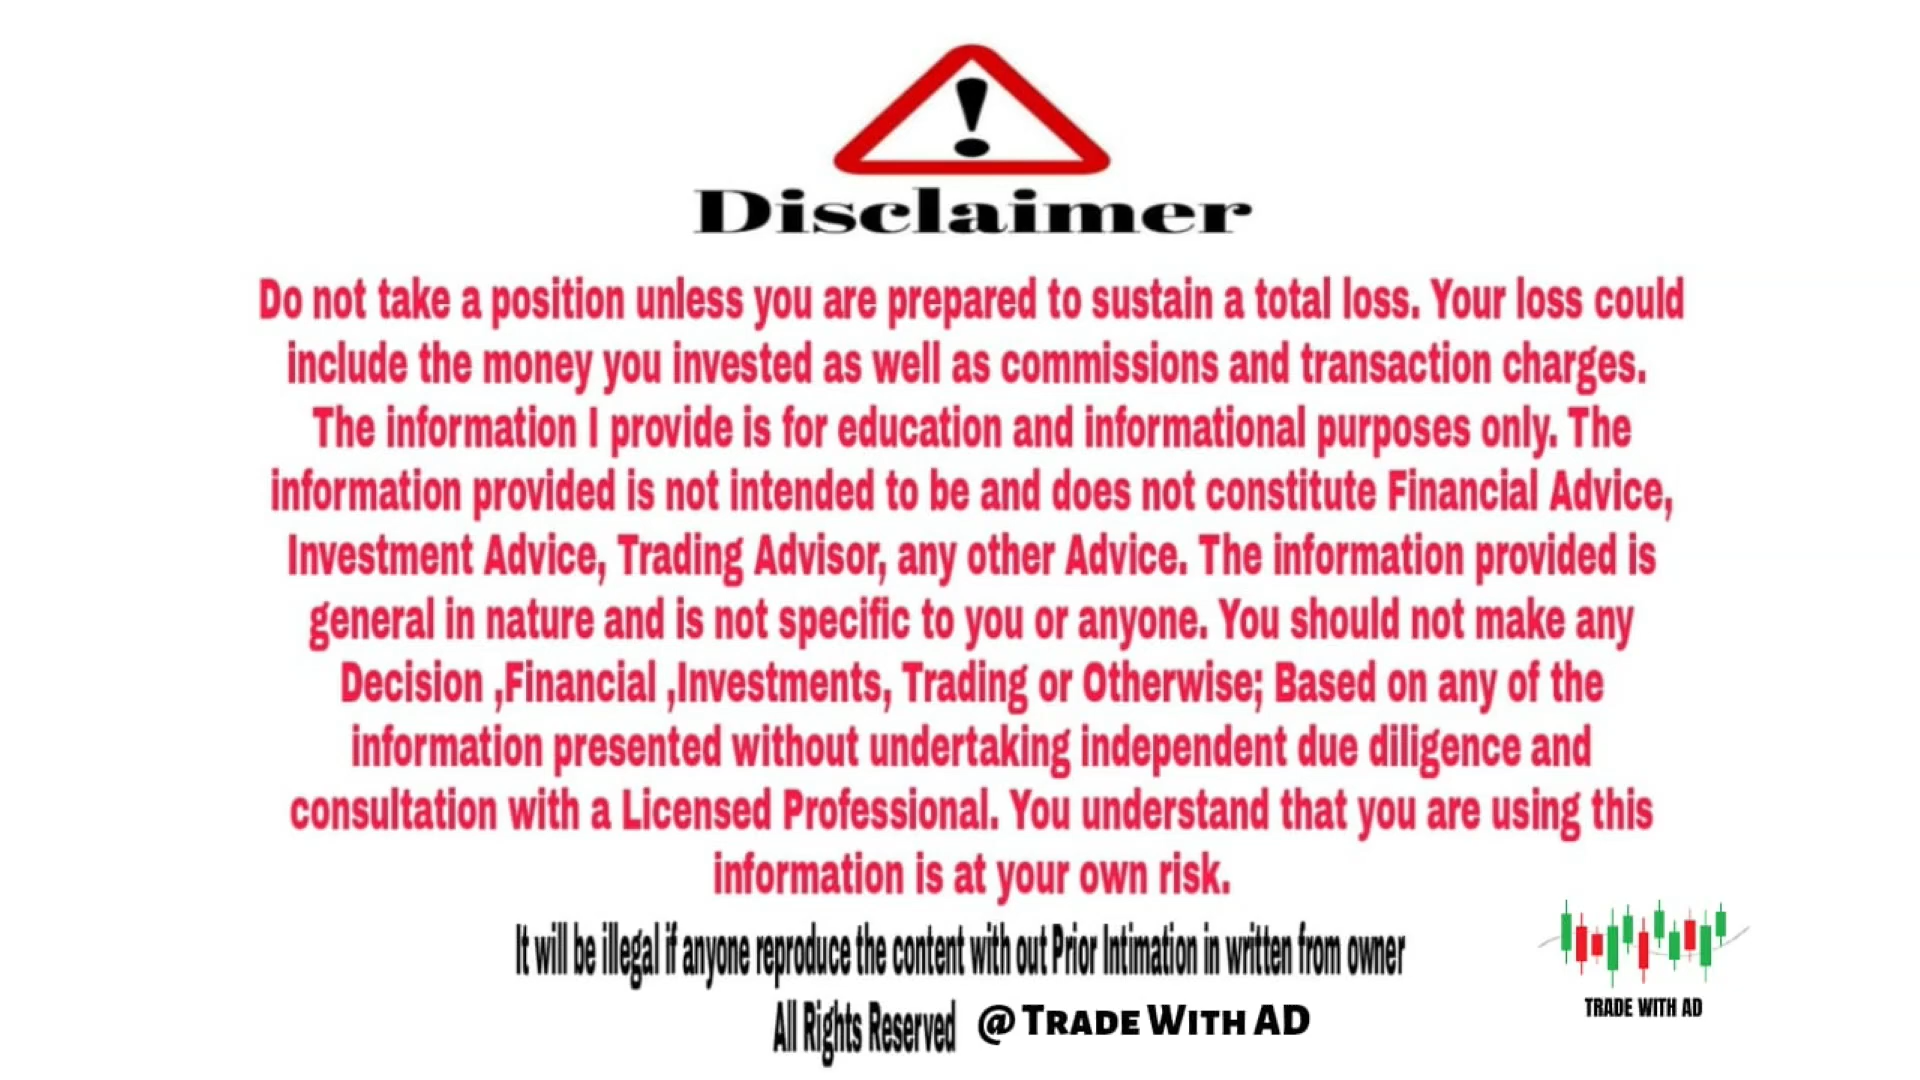 !
Disclaimer
Do not take a position unless you are prepared to sustain a total loss. Your loss could
include the money you invested as well as commissions and transaction charges.
The information I provide is for education and informational purposes only. The
information provided is not intended to be and does not constitute Financial Advice,
Investment Advice, Trading Advisor, any other Advice. The information provided is
general in nature and is not specific to you or anyone. You should not make any
Decision ,Financial ,Investments, Trading or Otherwise; Based on any of the
information presented without undertaking independent due diligence and
consultation with a Licensed Professional. You understand that you are using this
information is at your own risk.
It will be illegal if anyone reproduce the content with out Prior Intimation in written from owner
All Rights Reserved @ Trade With AD
TRADE WITH AD